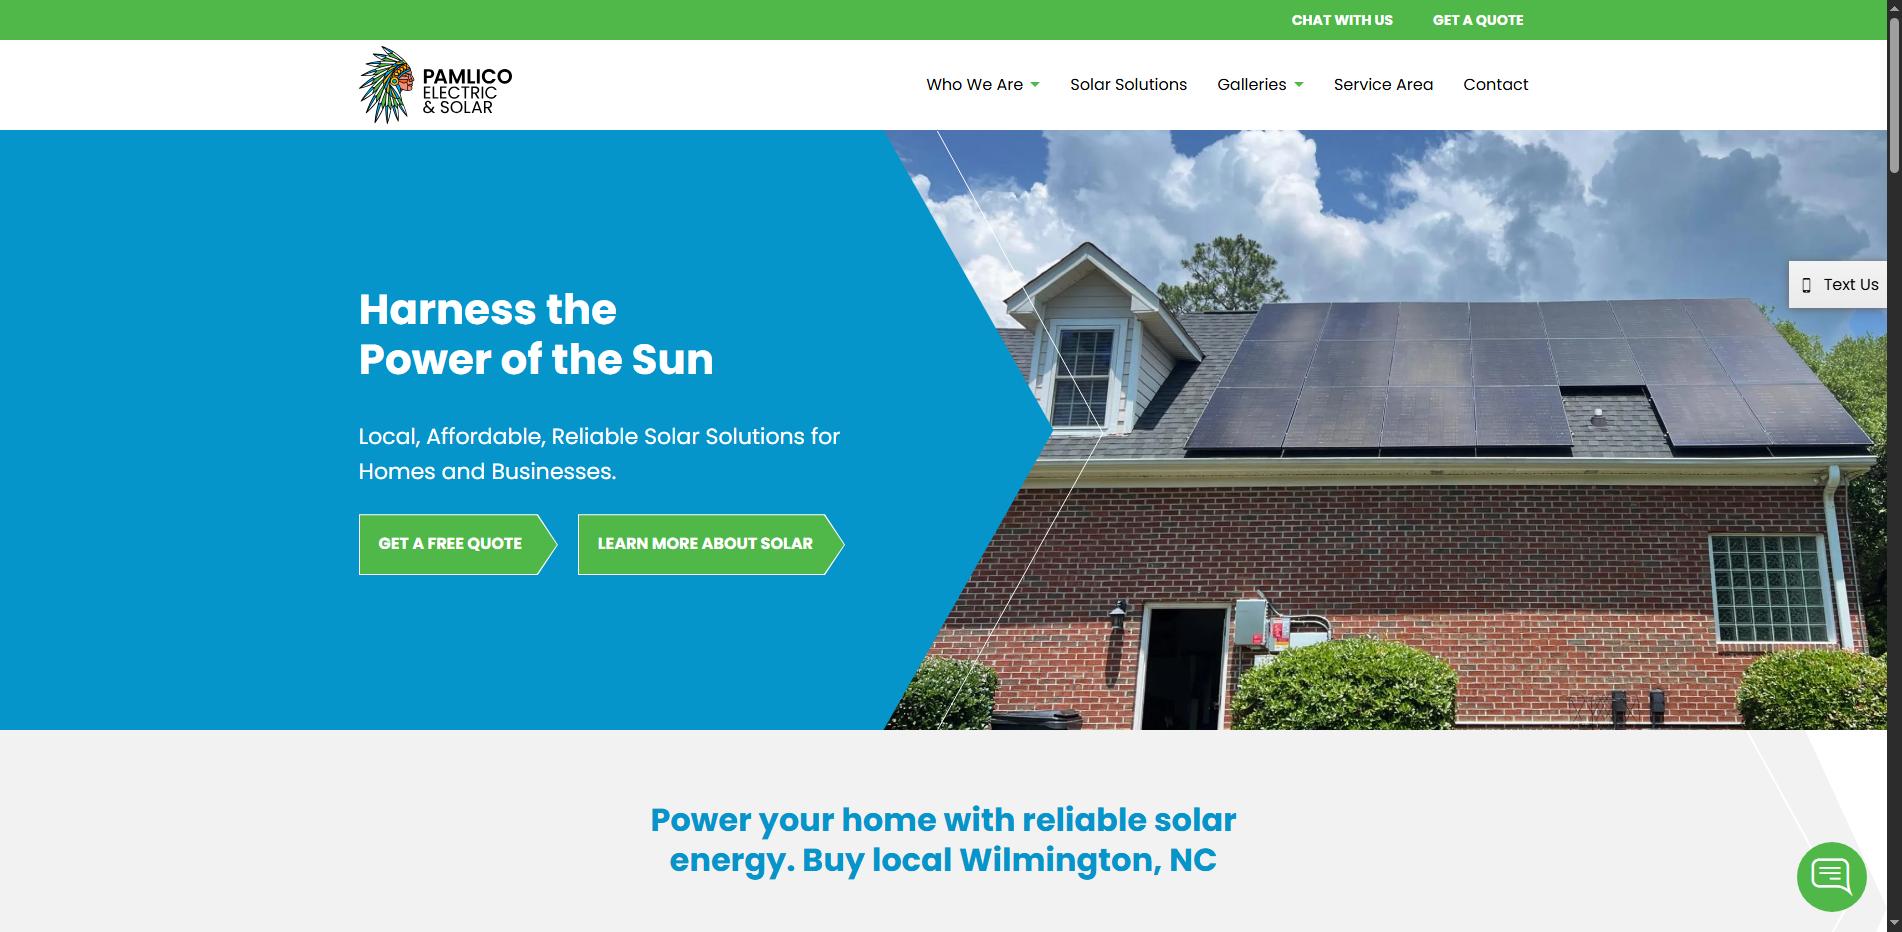 CHAT WITH US
GET A QUOTE
PAMLICO
ELECTRIC
& SOLAR
Who We Are
Solar Solutions
Galleries
Service Area
Contact
Harness the
Power of the Sun
Local, Affordable, Reliable Solar Solutions for
Homes and Businesses.
GET A FREE QUOTE
LEARN MORE ABOUT SOLAR
Text Us
Power your home with reliable solar
energy. Buy local Wilmington, NC